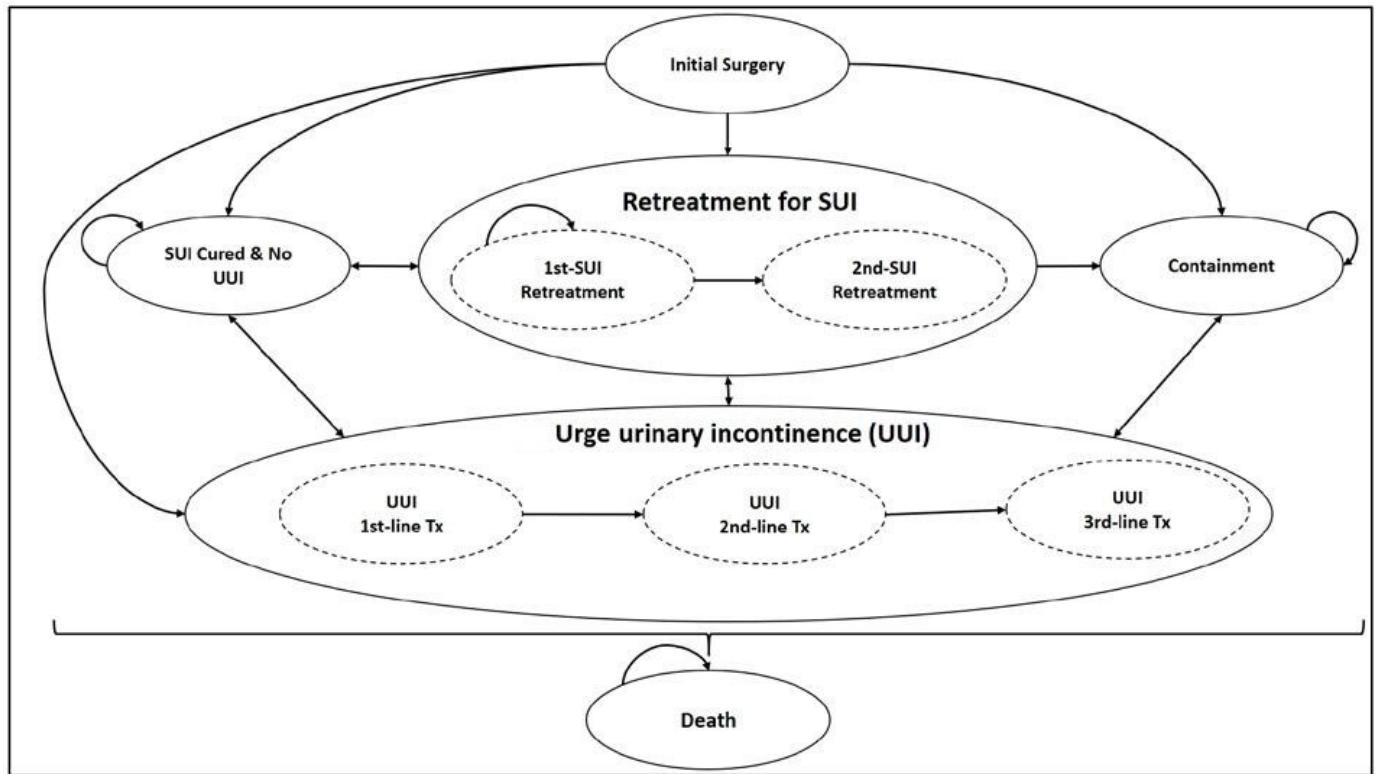 Initial Surgery
Retreatment for SUI
SUI Cured & No
UUI
1st-SUI
Retreatment
2nd-SUI
Retreatment
Containment
Urge urinary incontinence (UUI)
UUI
1st-line Tx
UUI
2nd-line Tx
UUI
3rd-line Tx
Death